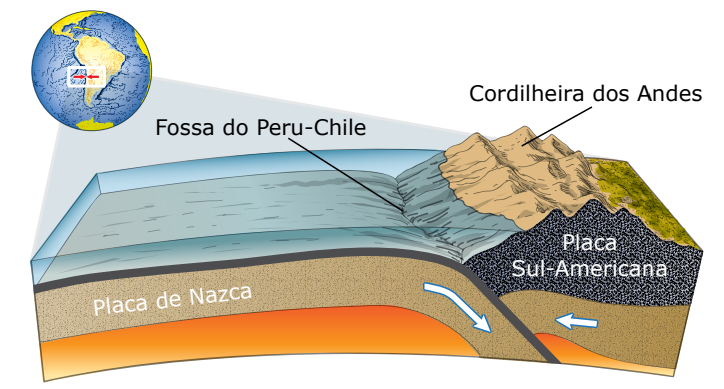 Cordilheira dos Andes
Fossa do Peru-Chile
Placa
Sul-Americana
Placa de Nazca